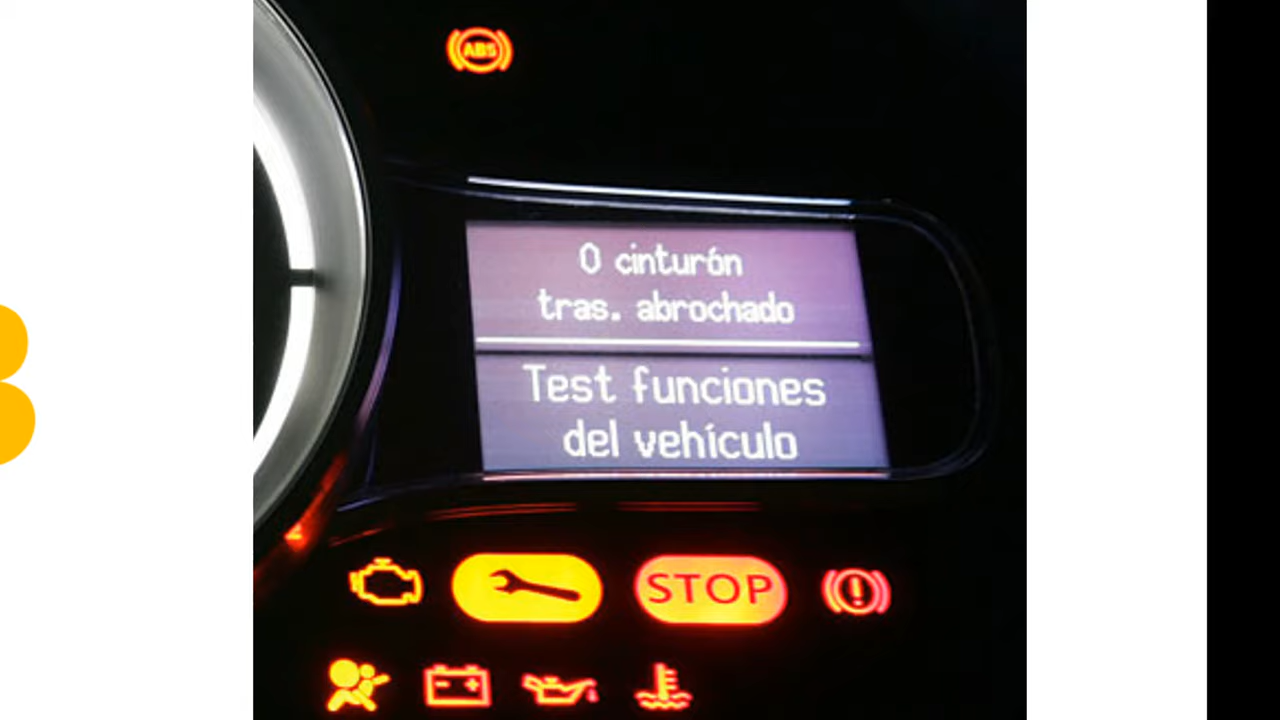 ABS
0 cinturón
tras. abrochado
Test funciones
del vehículo
STOP